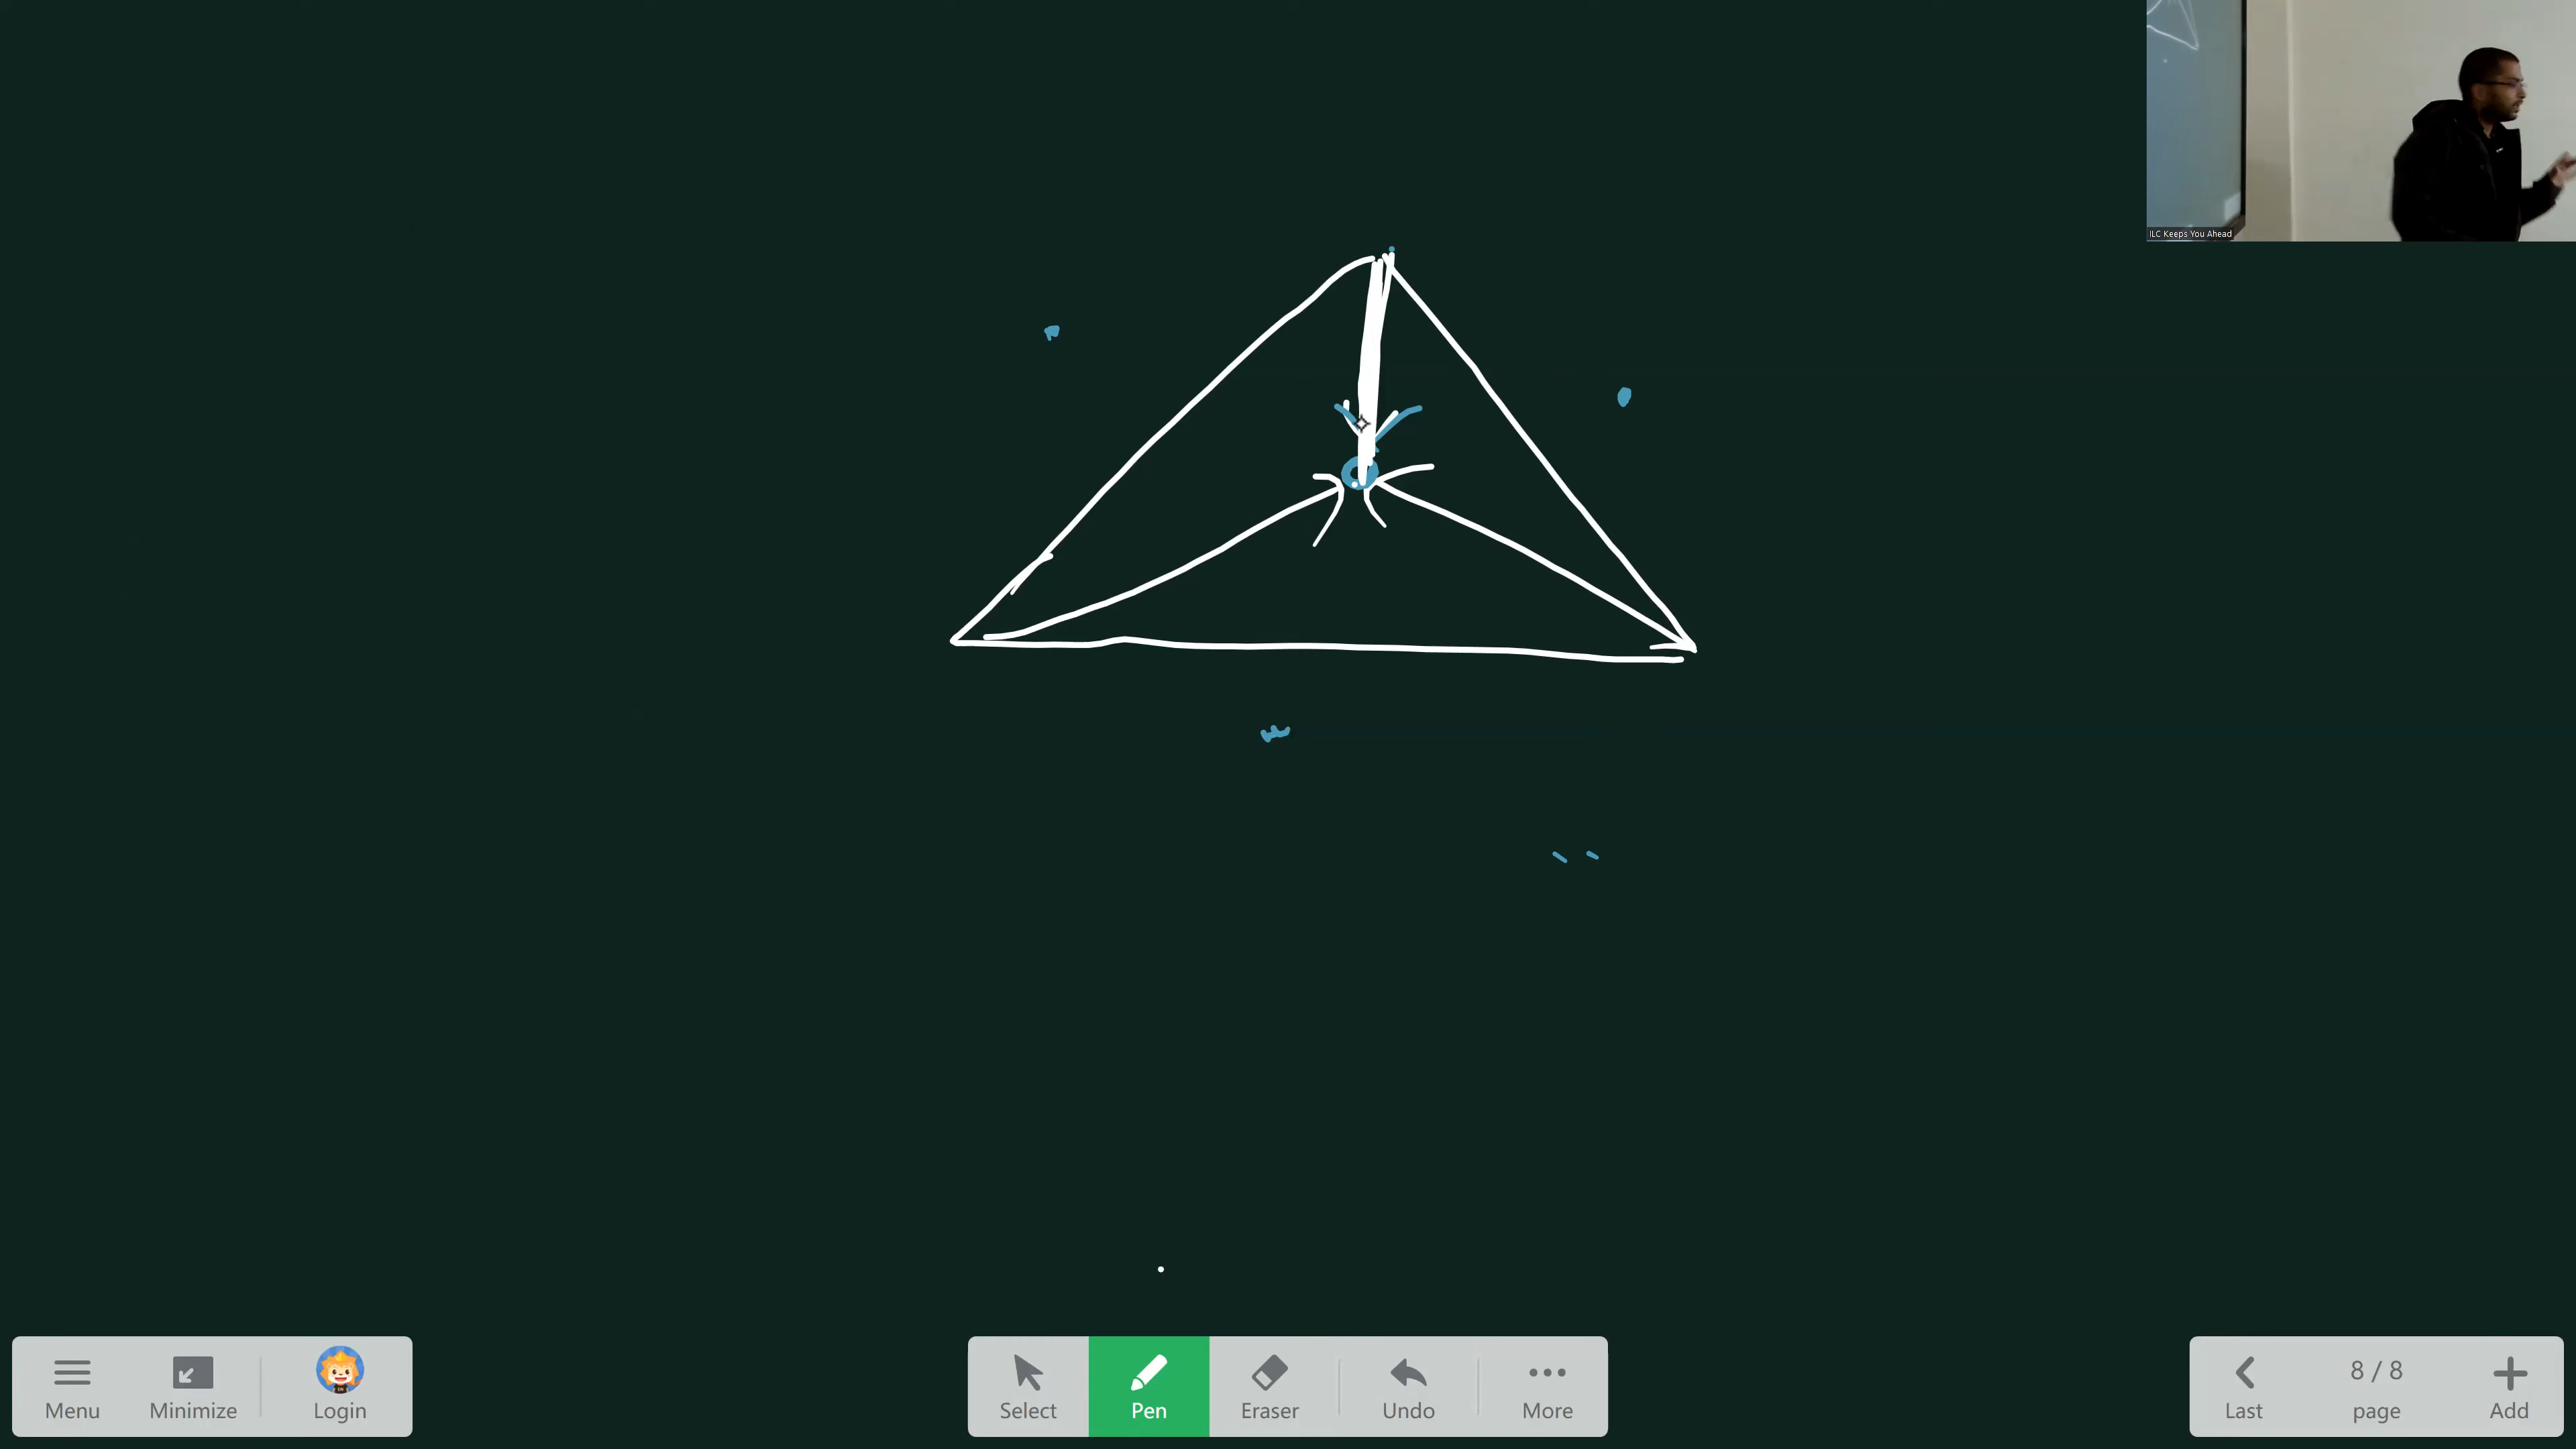 ILC Keeps You Ahead
Menu
Minimize
Login
Select
Pen
Eraser
Undo
More
Last
8 / 8
page
Add